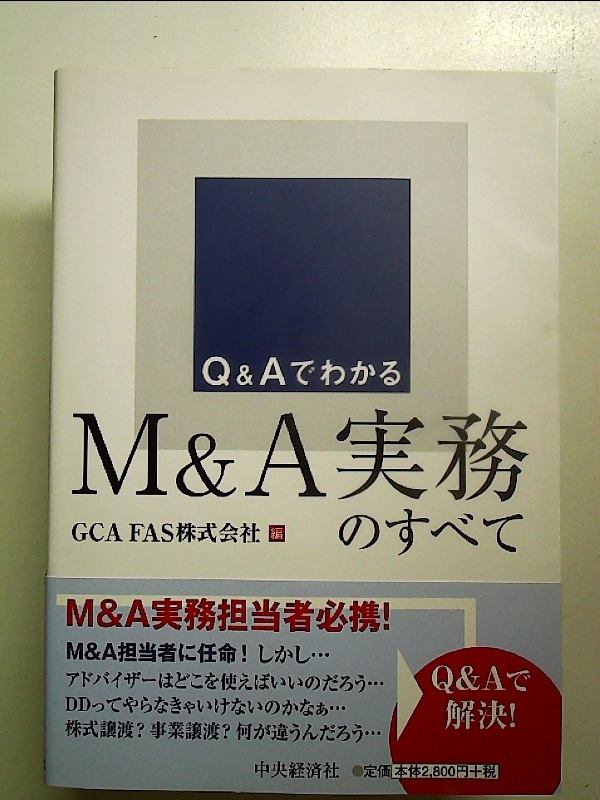 Q&Aでわかる
M&A実務
のすべて
GCA FAS株式会社 編
M&A実務担当者必携!
M&A担当者に任命! しかし…
アドバイザーはどこを使えばいいのだろう…
DDってやらなきゃいけないのかなぁ…
株式譲渡? 事業譲渡? 何が違うんだろう…
Q&Aで
解決!
中央経済社 ●定価 本体2,800円+税